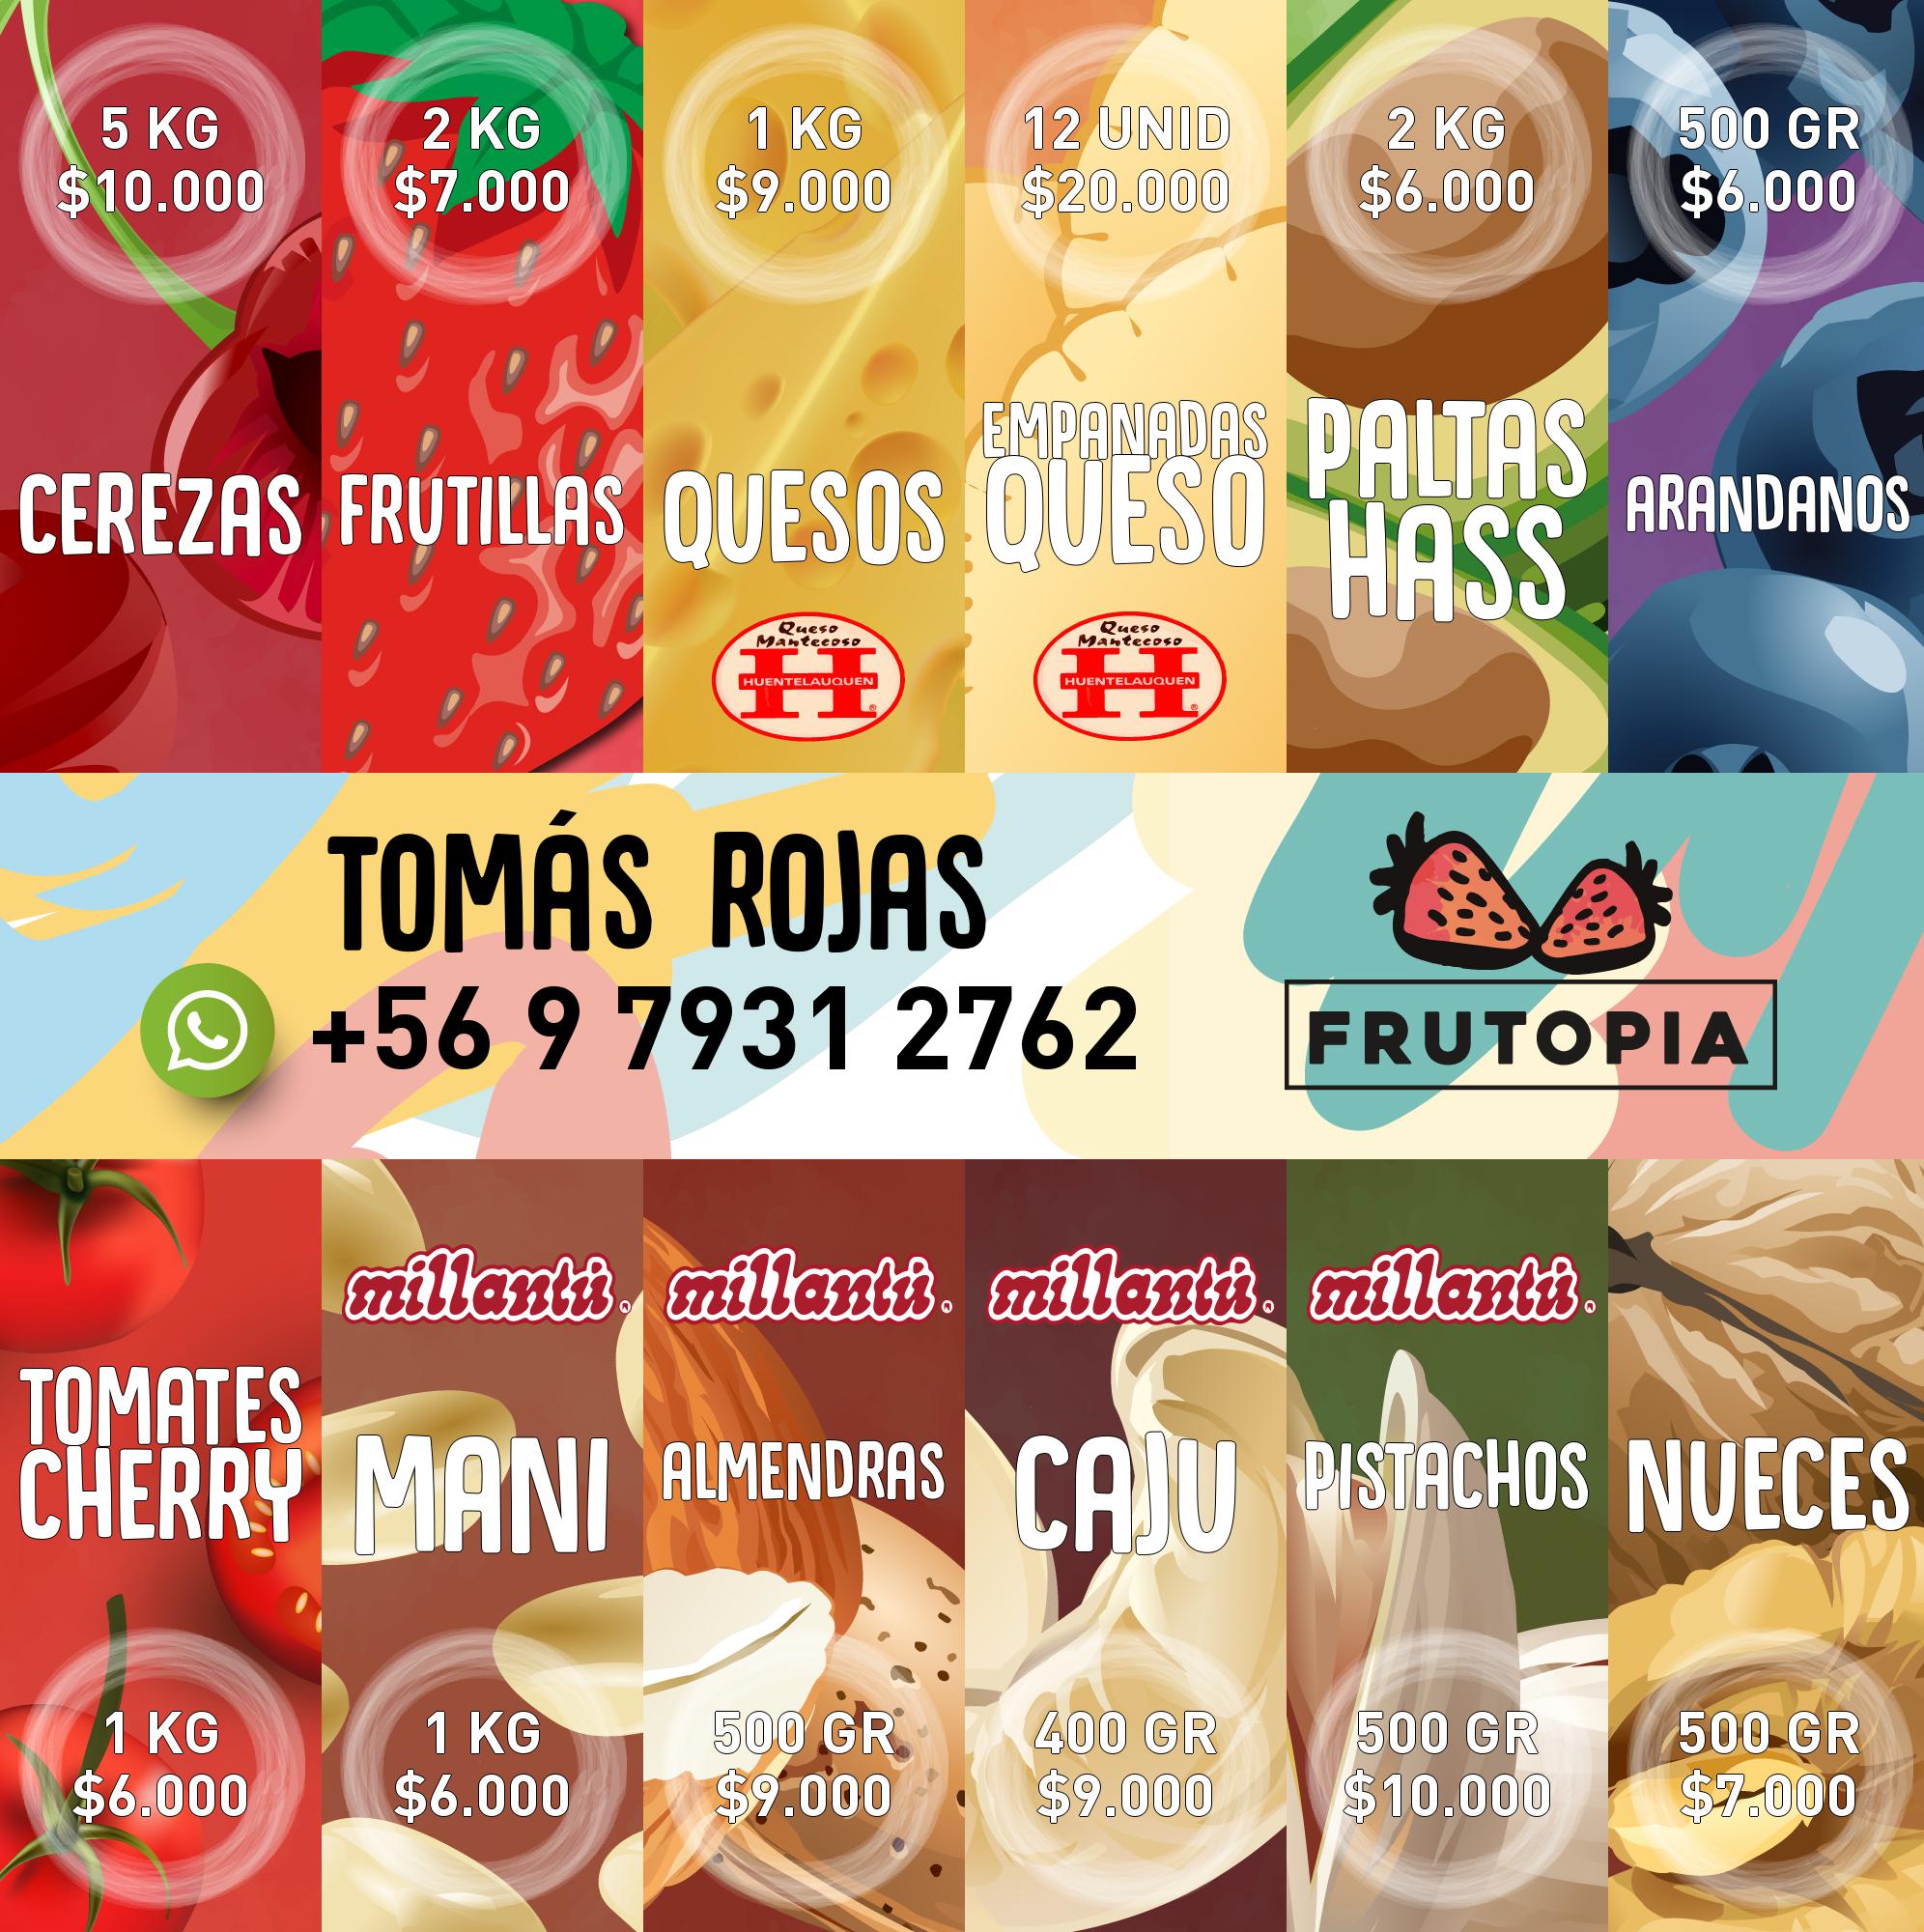 5 KG
$10.000
CEREZAS
2 KG
$7.000
FRUTILLAS
1 KG
$9.000
QUESOS
Queso
Mantecoso
H
HUENTELAUQUEN
®
12 UNID
$20.000
EMPANADAS
QUESO
Queso
Mantecoso
H
HUENTELAUQUEN
®
2 KG
$6.000
PALTAS
HASS
500 GR
$6.000
ARANDANOS
TOMÁS ROJAS
+56 9 7931 2762
FRUTOPIA
TOMATES
CHERRY
1 KG
$6.000
millantú
MANI
1 KG
$6.000
millantú
ALMENDRAS
500 GR
$9.000
millantú
CAJU
400 GR
$9.000
millantú
PISTACHOS
500 GR
$10.000
NUECES
500 GR
$7.000